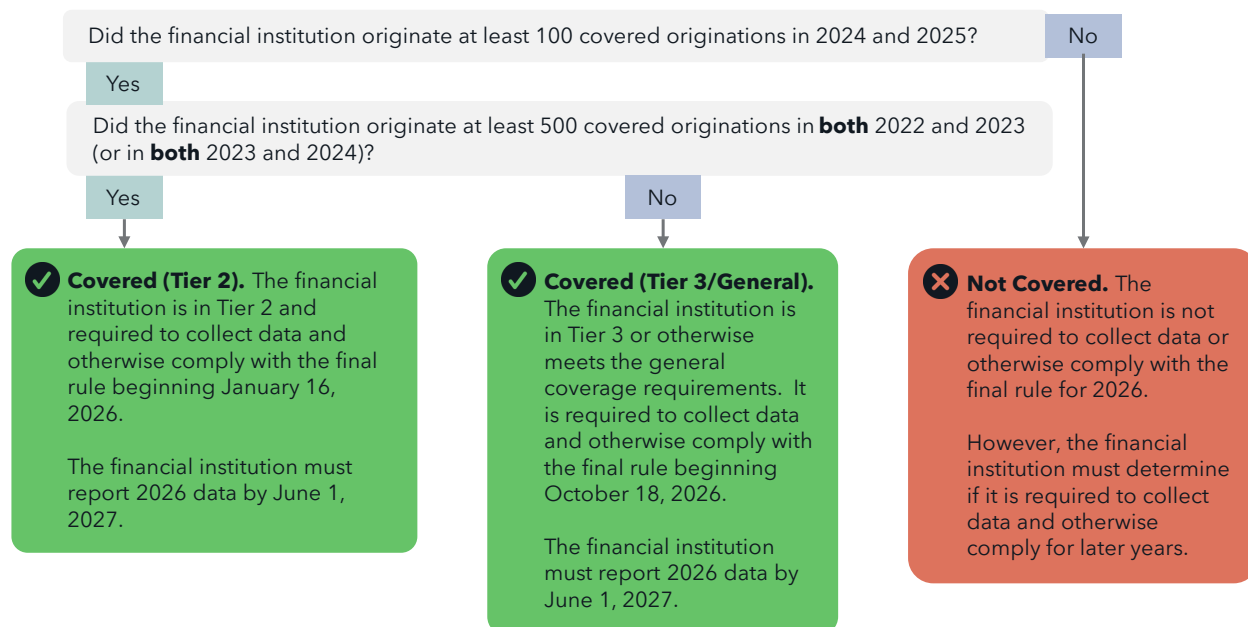 Did the financial institution originate at least 100 covered originations in 2024 and 2025?
No
Yes
Did the financial institution originate at least 500 covered originations in both 2022 and 2023
(or in both 2023 and 2024)?
Yes
No
Covered (Tier 2). The financial
institution is in Tier 2 and
required to collect data and
otherwise comply with the final
rule beginning January 16,
2026.
The financial institution must
report 2026 data by June 1,
2027.
Covered (Tier 3/General).
The financial institution is
in Tier 3 or otherwise
meets the general
coverage requirements. It
is required to collect data
and otherwise comply with
the final rule beginning
October 18, 2026.
The financial institution
must report 2026 data by
June 1, 2027.
Not Covered. The
financial institution is not
required to collect data or
otherwise comply with the
final rule for 2026.
However, the financial
institution must determine
if it is required to collect
data and otherwise
comply for later years.